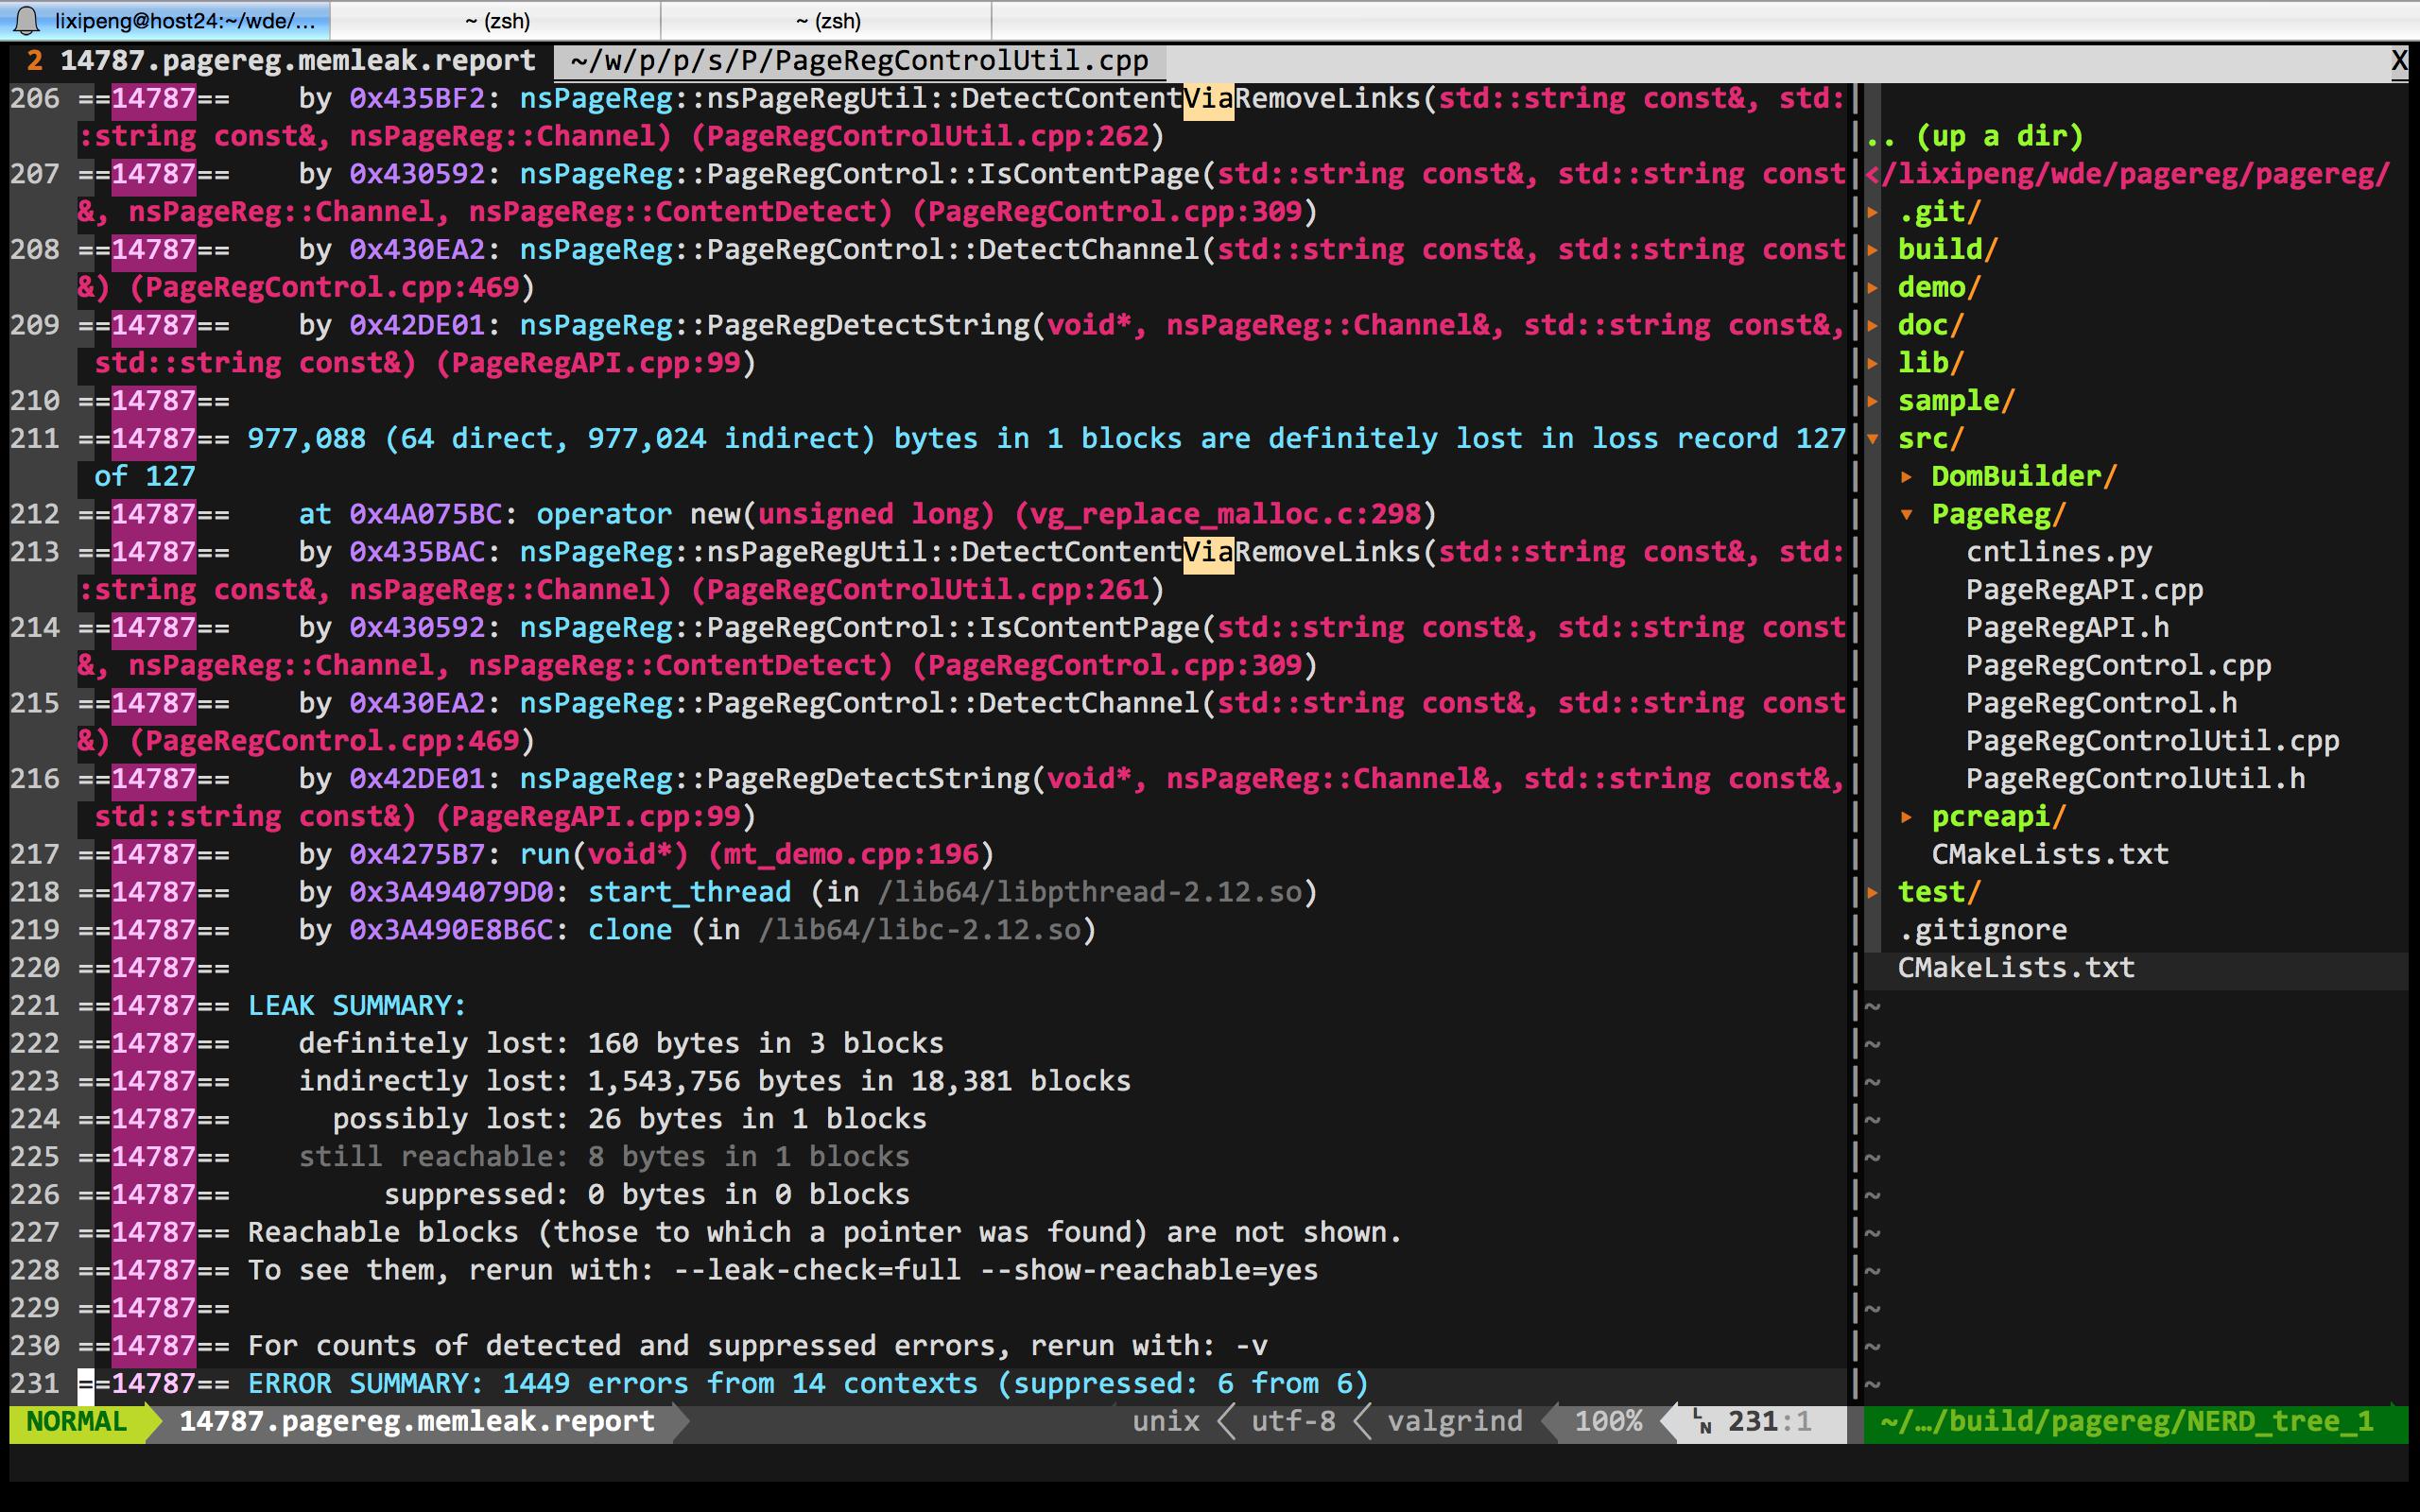 lixipeng@host24:~/wde/...
~ (zsh)
~ (zsh)
2 14787.pagereg.memleak.report ~/w/p/p/s/P/PageRegControlUtil.cpp X
206 ==14787==    by 0x435BF2: nsPageReg::nsPageRegUtil::DetectContentViaRemoveLinks(std::string const&, std:
:string const&, nsPageReg::Channel) (PageRegControlUtil.cpp:262)
207 ==14787==    by 0x430592: nsPageReg::PageRegControl::IsContentPage(std::string const&, std::string const
&, nsPageReg::Channel, nsPageReg::ContentDetect) (PageRegControl.cpp:309)
208 ==14787==    by 0x430EA2: nsPageReg::PageRegControl::DetectChannel(std::string const&, std::string const
&) (PageRegControl.cpp:469)
209 ==14787==    by 0x42DE01: nsPageReg::PageRegDetectString(void*, nsPageReg::Channel&, std::string const&,
std::string const&) (PageRegAPI.cpp:99)
210 ==14787==
211 ==14787== 977,088 (64 direct, 977,024 indirect) bytes in 1 blocks are definitely lost in loss record 127
of 127
212 ==14787==    at 0x4A075BC: operator new(unsigned long) (vg_replace_malloc.c:298)
213 ==14787==    by 0x435BAC: nsPageReg::nsPageRegUtil::DetectContentViaRemoveLinks(std::string const&, std:
:string const&, nsPageReg::Channel) (PageRegControlUtil.cpp:261)
214 ==14787==    by 0x430592: nsPageReg::PageRegControl::IsContentPage(std::string const&, std::string const
&, nsPageReg::Channel, nsPageReg::ContentDetect) (PageRegControl.cpp:309)
215 ==14787==    by 0x430EA2: nsPageReg::PageRegControl::DetectChannel(std::string const&, std::string const
&) (PageRegControl.cpp:469)
216 ==14787==    by 0x42DE01: nsPageReg::PageRegDetectString(void*, nsPageReg::Channel&, std::string const&,
std::string const&) (PageRegAPI.cpp:99)
217 ==14787==    by 0x4275B7: run(void*) (mt_demo.cpp:196)
218 ==14787==    by 0x3A494079D0: start_thread (in /lib64/libpthread-2.12.so)
219 ==14787==    by 0x3A490E8B6C: clone (in /lib64/libc-2.12.so)
220 ==14787==
221 ==14787== LEAK SUMMARY:
222 ==14787==    definitely lost: 160 bytes in 3 blocks
223 ==14787==    indirectly lost: 1,543,756 bytes in 18,381 blocks
224 ==14787==      possibly lost: 26 bytes in 1 blocks
225 ==14787==    still reachable: 8 bytes in 1 blocks
226 ==14787==         suppressed: 0 bytes in 0 blocks
227 ==14787== Reachable blocks (those to which a pointer was found) are not shown.
228 ==14787== To see them, rerun with: --leak-check=full --show-reachable=yes
229 ==14787==
230 ==14787== For counts of detected and suppressed errors, rerun with: -v
231 ==14787== ERROR SUMMARY: 1449 errors from 14 contexts (suppressed: 6 from 6)
.. (up a dir)
</lixipeng/wde/pagereg/pagereg/
▸ .git/
▸ build/
▸ demo/
▸ doc/
▸ lib/
▸ sample/
▾ src/
▸ DomBuilder/
▾ PageReg/
cntlines.py
PageRegAPI.cpp
PageRegAPI.h
PageRegControl.cpp
PageRegControl.h
PageRegControlUtil.cpp
PageRegControlUtil.h
▸ pcreapi/
CMakeLists.txt
▸ test/
.gitignore
CMakeLists.txt
~
~
~
~
~
~
~
~
~
~
~
NORMAL 14787.pagereg.memleak.report unix utf-8 valgrind 100% LN 231:1
~/…/build/pagereg/NERD_tree_1